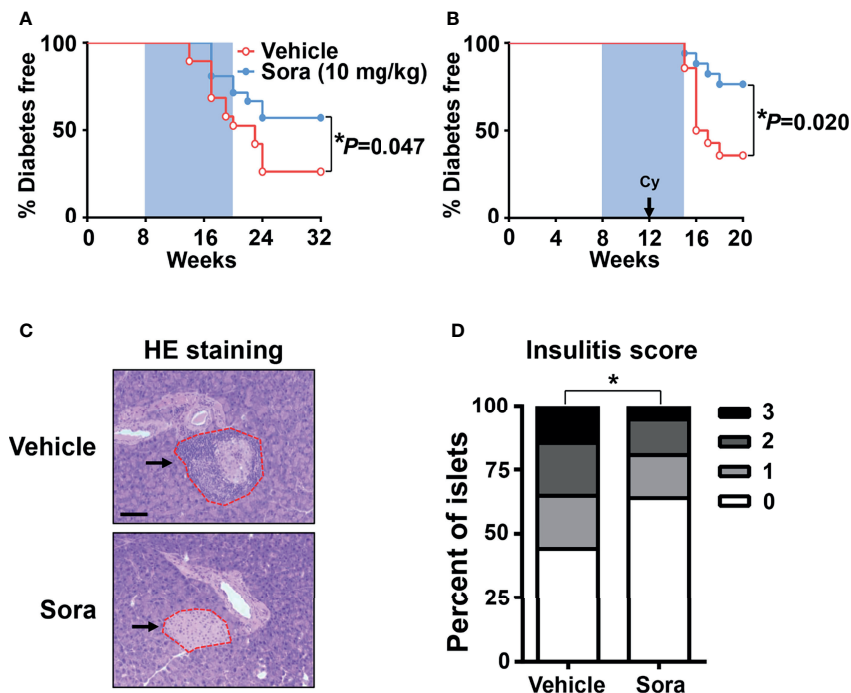 A
% Diabetes free
100
50
0
0 8 16 24 32
Weeks
Vehicle
Sora (10 mg/kg)
*P=0.047
B
% Diabetes free
100
50
0
0 4 8 12 16 20
Weeks
Cy
*P=0.020
C
HE staining
Vehicle
Sora
D
Insulitis score
*
Percent of islets
100
75
50
25
0
Vehicle Sora
3
2
1
0